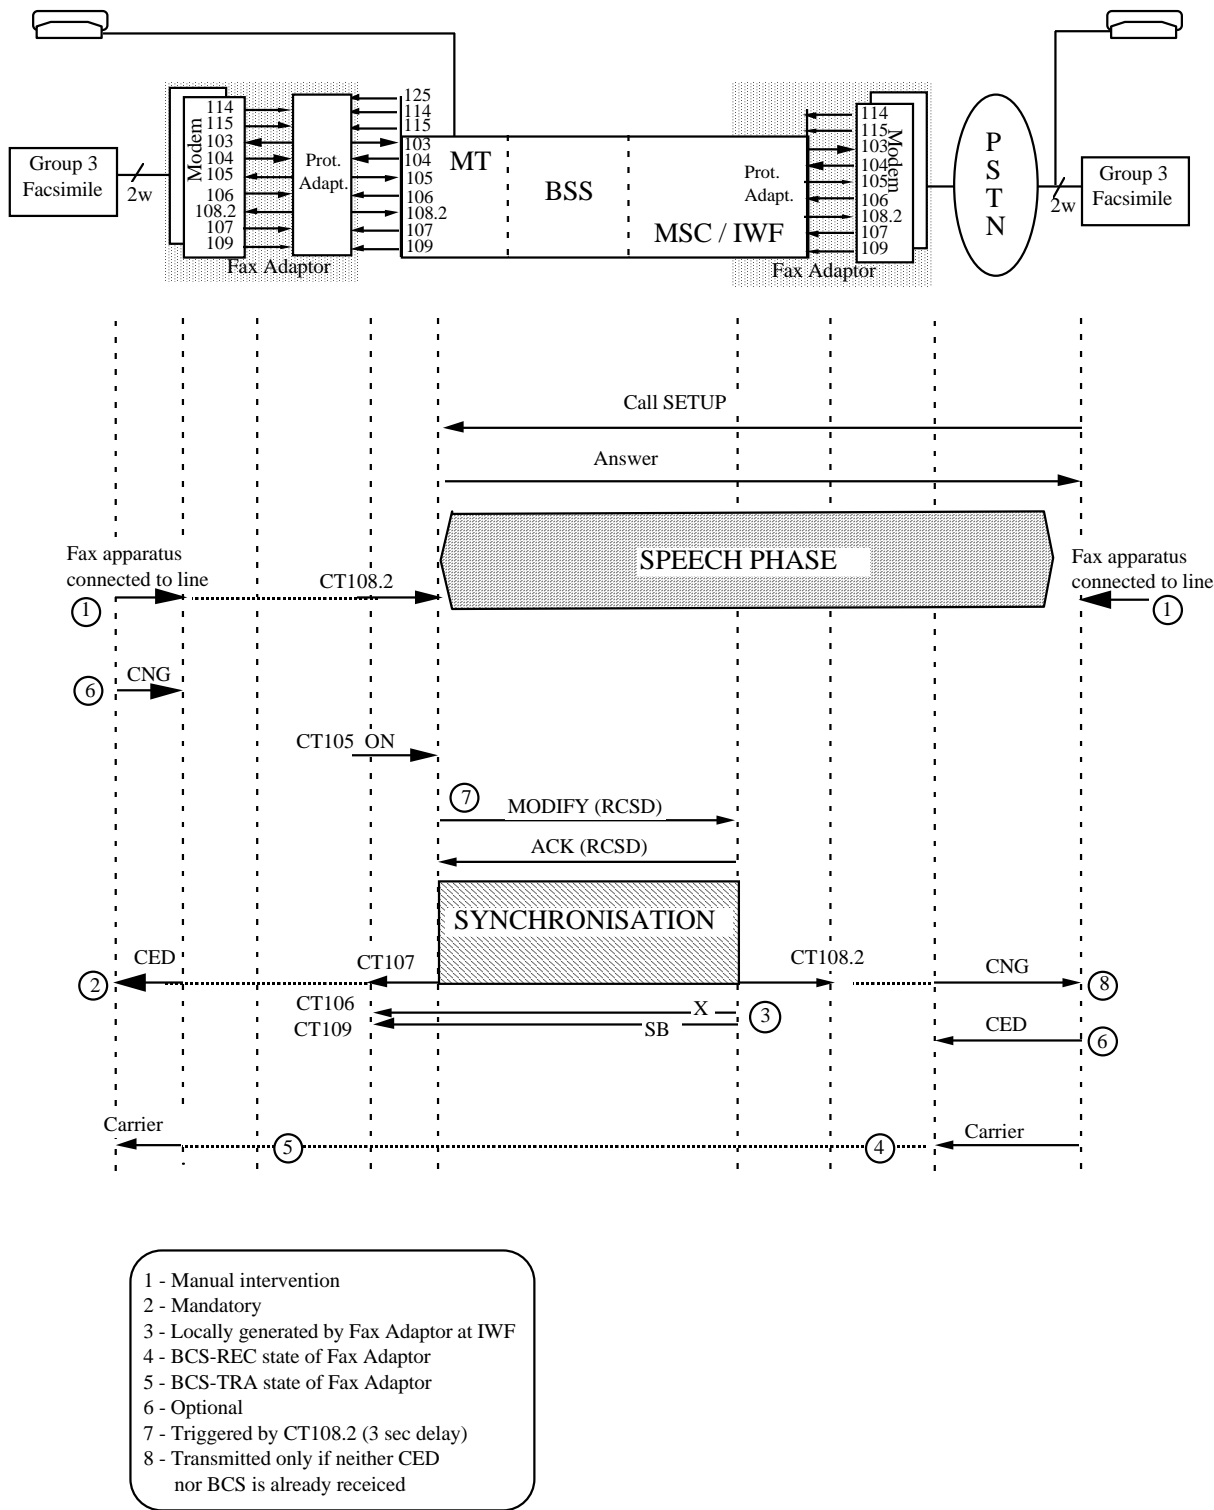 125
114
115
114
115
103
104
105
106
108.2
107
109
Modem
Prot.
Adapt.
103
104
105
106
108.2
107
109
MT
BSS
MSC / IWF
Prot.
Adapt.
114
115
103
104
105
106
108.2
107
109
Modem
P
S
T
N
Group 3
Facsimile
2w
2w
Group 3
Facsimile
Fax Adaptor
Fax Adaptor
Call SETUP
Answer
SPEECH PHASE
Fax apparatus
connected to line
1
CT108.2
Fax apparatus
connected to line
1
6
CNG
CT105 ON
7
MODIFY (RCSD)
ACK (RCSD)
SYNCHRONISATION
CED
2
CT107
CT108.2
CNG
8
CT106
X
3
CT109
SB
CED
6
Carrier
5
4
Carrier
1 - Manual intervention
2 - Mandatory
3 - Locally generated by Fax Adaptor at IWF
4 - BCS-REC state of Fax Adaptor
5 - BCS-TRA state of Fax Adaptor
6 - Optional
7 - Triggered by CT108.2 (3 sec delay)
8 - Transmitted only if neither CED
nor BCS is already receiced